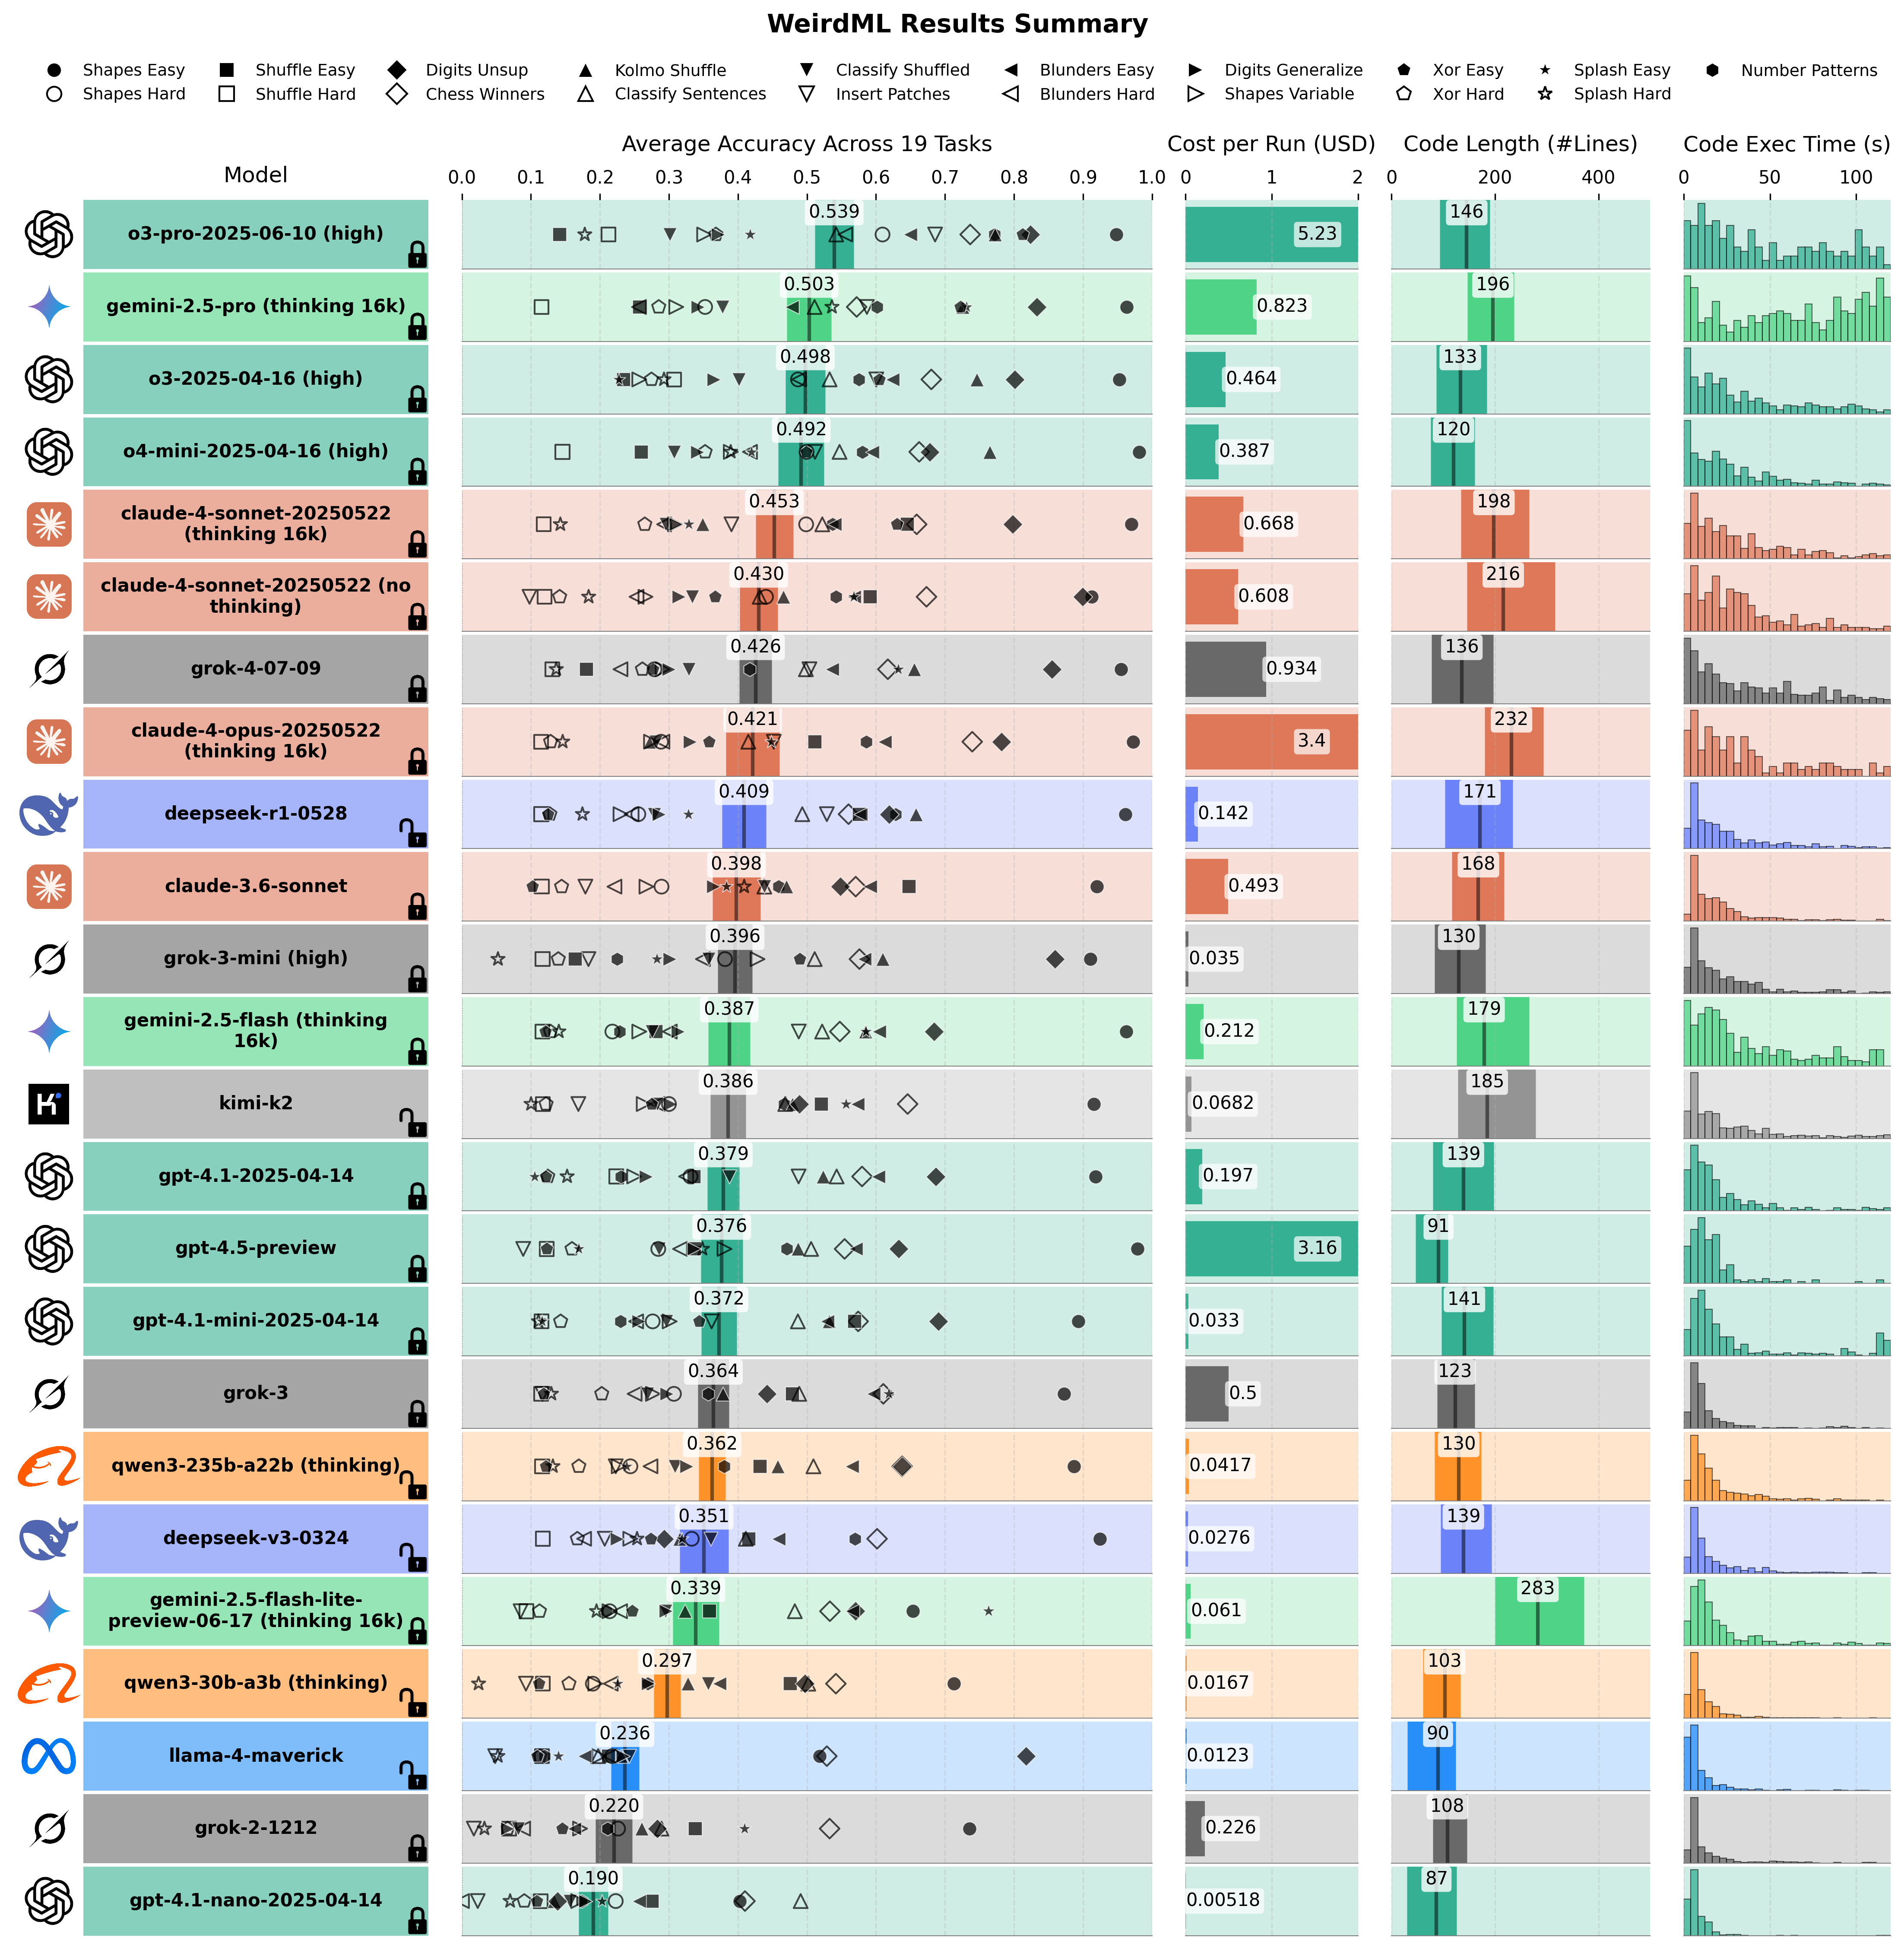 WeirdML Results Summary
Shapes Easy Shuffle Easy Digits Unsup Kolmo Shuffle Classify Shuffled Blunders Easy Digits Generalize Xor Easy Splash Easy Number Patterns
Shapes Hard Shuffle Hard Chess Winners Classify Sentences Insert Patches Blunders Hard Shapes Variable Xor Hard Splash Hard
Average Accuracy Across 19 Tasks Cost per Run (USD) Code Length (#Lines) Code Exec Time (s)
Model
0.0 0.1 0.2 0.3 0.4 0.5 0.6 0.7 0.8 0.9 1.0 0 1 2 0 200 400 0 50 100
o3-pro-2025-06-10 (high) 0.539 5.23 146
gemini-2.5-pro (thinking 16k) 0.503 0.823 196
o3-2025-04-16 (high) 0.498 0.464 133
o4-mini-2025-04-16 (high) 0.492 0.387 120
claude-4-sonnet-20250522
(thinking 16k) 0.453 0.668 198
claude-4-sonnet-20250522 (no
thinking) 0.430 0.608 216
grok-4-07-09 0.426 0.934 136
claude-4-opus-20250522
(thinking 16k) 0.421 3.4 232
deepseek-r1-0528 0.409 0.142 171
claude-3.6-sonnet 0.398 0.493 168
grok-3-mini (high) 0.396 0.035 130
gemini-2.5-flash (thinking
16k) 0.387 0.212 179
kimi-k2 0.386 0.0682 185
gpt-4.1-2025-04-14 0.379 0.197 139
gpt-4.5-preview 0.376 3.16 91
gpt-4.1-mini-2025-04-14 0.372 0.033 141
grok-3 0.364 0.5 123
qwen3-235b-a22b (thinking) 0.362 0.0417 130
deepseek-v3-0324 0.351 0.0276 139
gemini-2.5-flash-lite-
preview-06-17 (thinking 16k) 0.339 0.061 283
qwen3-30b-a3b (thinking) 0.297 0.0167 103
llama-4-maverick 0.236 0.0123 90
grok-2-1212 0.220 0.226 108
gpt-4.1-nano-2025-04-14 0.190 0.00518 87